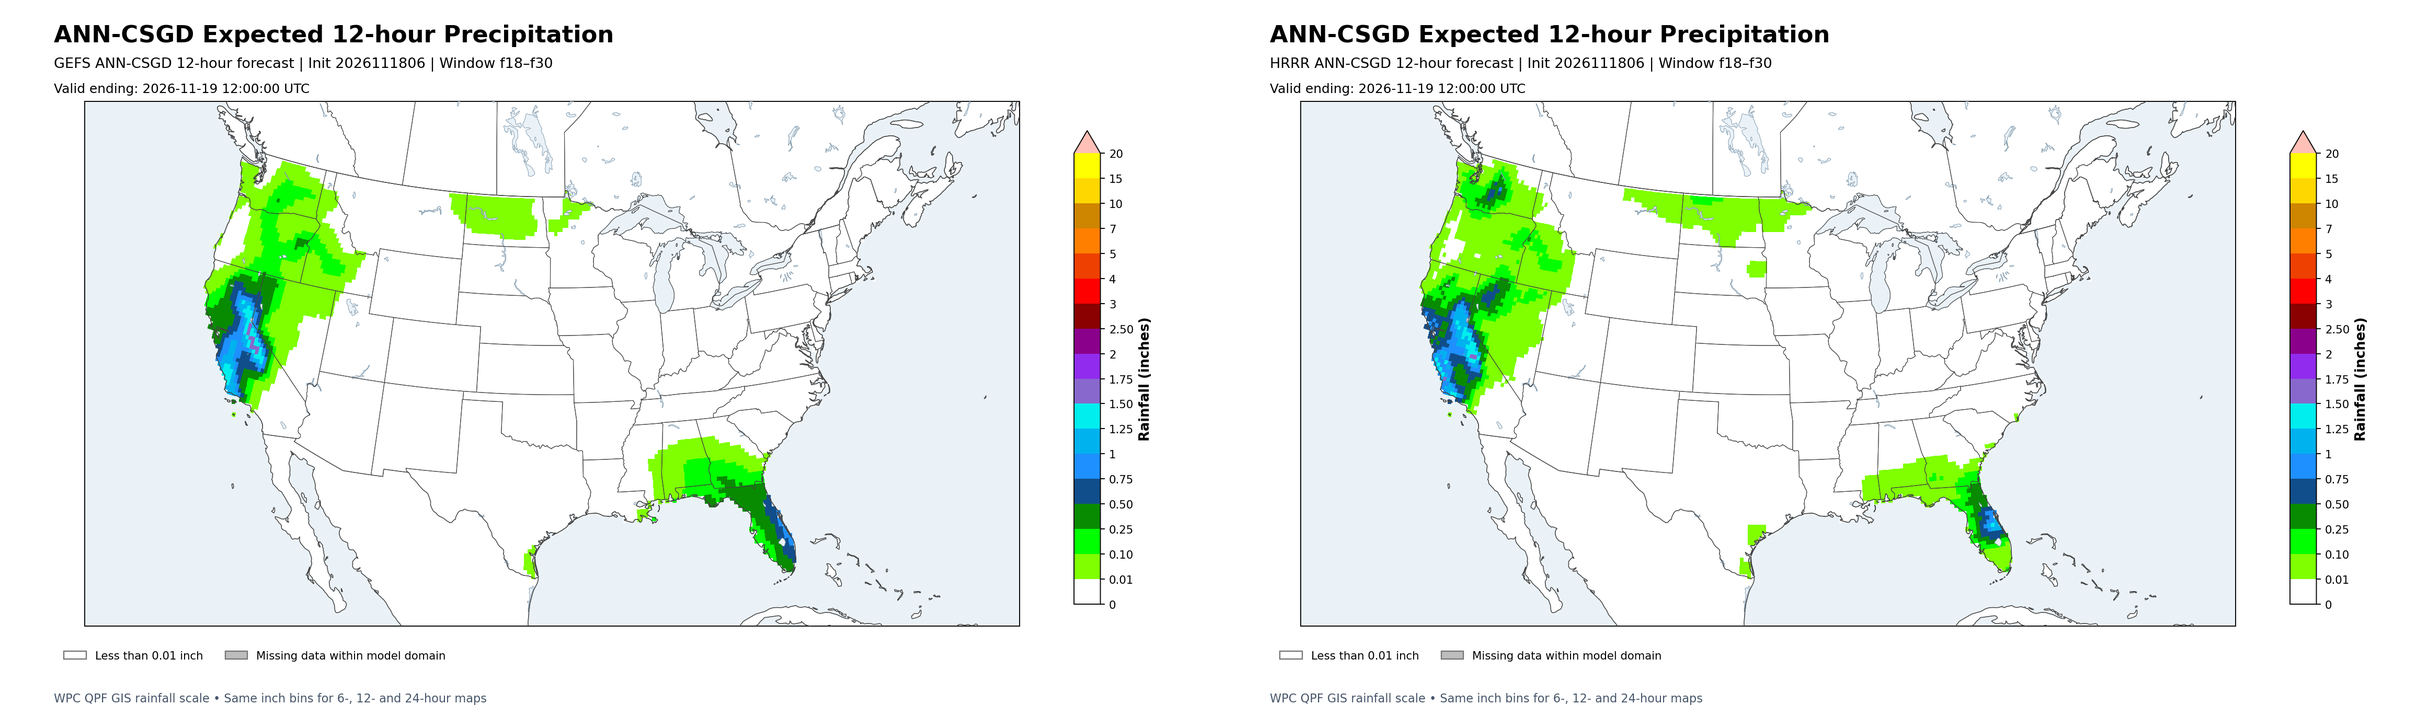 ANN-CSGD Expected 12-hour Precipitation
GEFS ANN-CSGD 12-hour forecast | Init 2026111806 | Window f18–f30
Valid ending: 2026-11-19 12:00:00 UTC
20
15
10
7
5
4
3
2.50
2
1.75
1.50
1.25
1
0.75
0.50
0.25
0.10
0.01
0
Rainfall (inches)
Less than 0.01 inch
Missing data within model domain
WPC QPF GIS rainfall scale • Same inch bins for 6-, 12- and 24-hour maps
ANN-CSGD Expected 12-hour Precipitation
HRRR ANN-CSGD 12-hour forecast | Init 2026111806 | Window f18–f30
Valid ending: 2026-11-19 12:00:00 UTC
20
15
10
7
5
4
3
2.50
2
1.75
1.50
1.25
1
0.75
0.50
0.25
0.10
0.01
0
Rainfall (inches)
Less than 0.01 inch
Missing data within model domain
WPC QPF GIS rainfall scale • Same inch bins for 6-, 12- and 24-hour maps